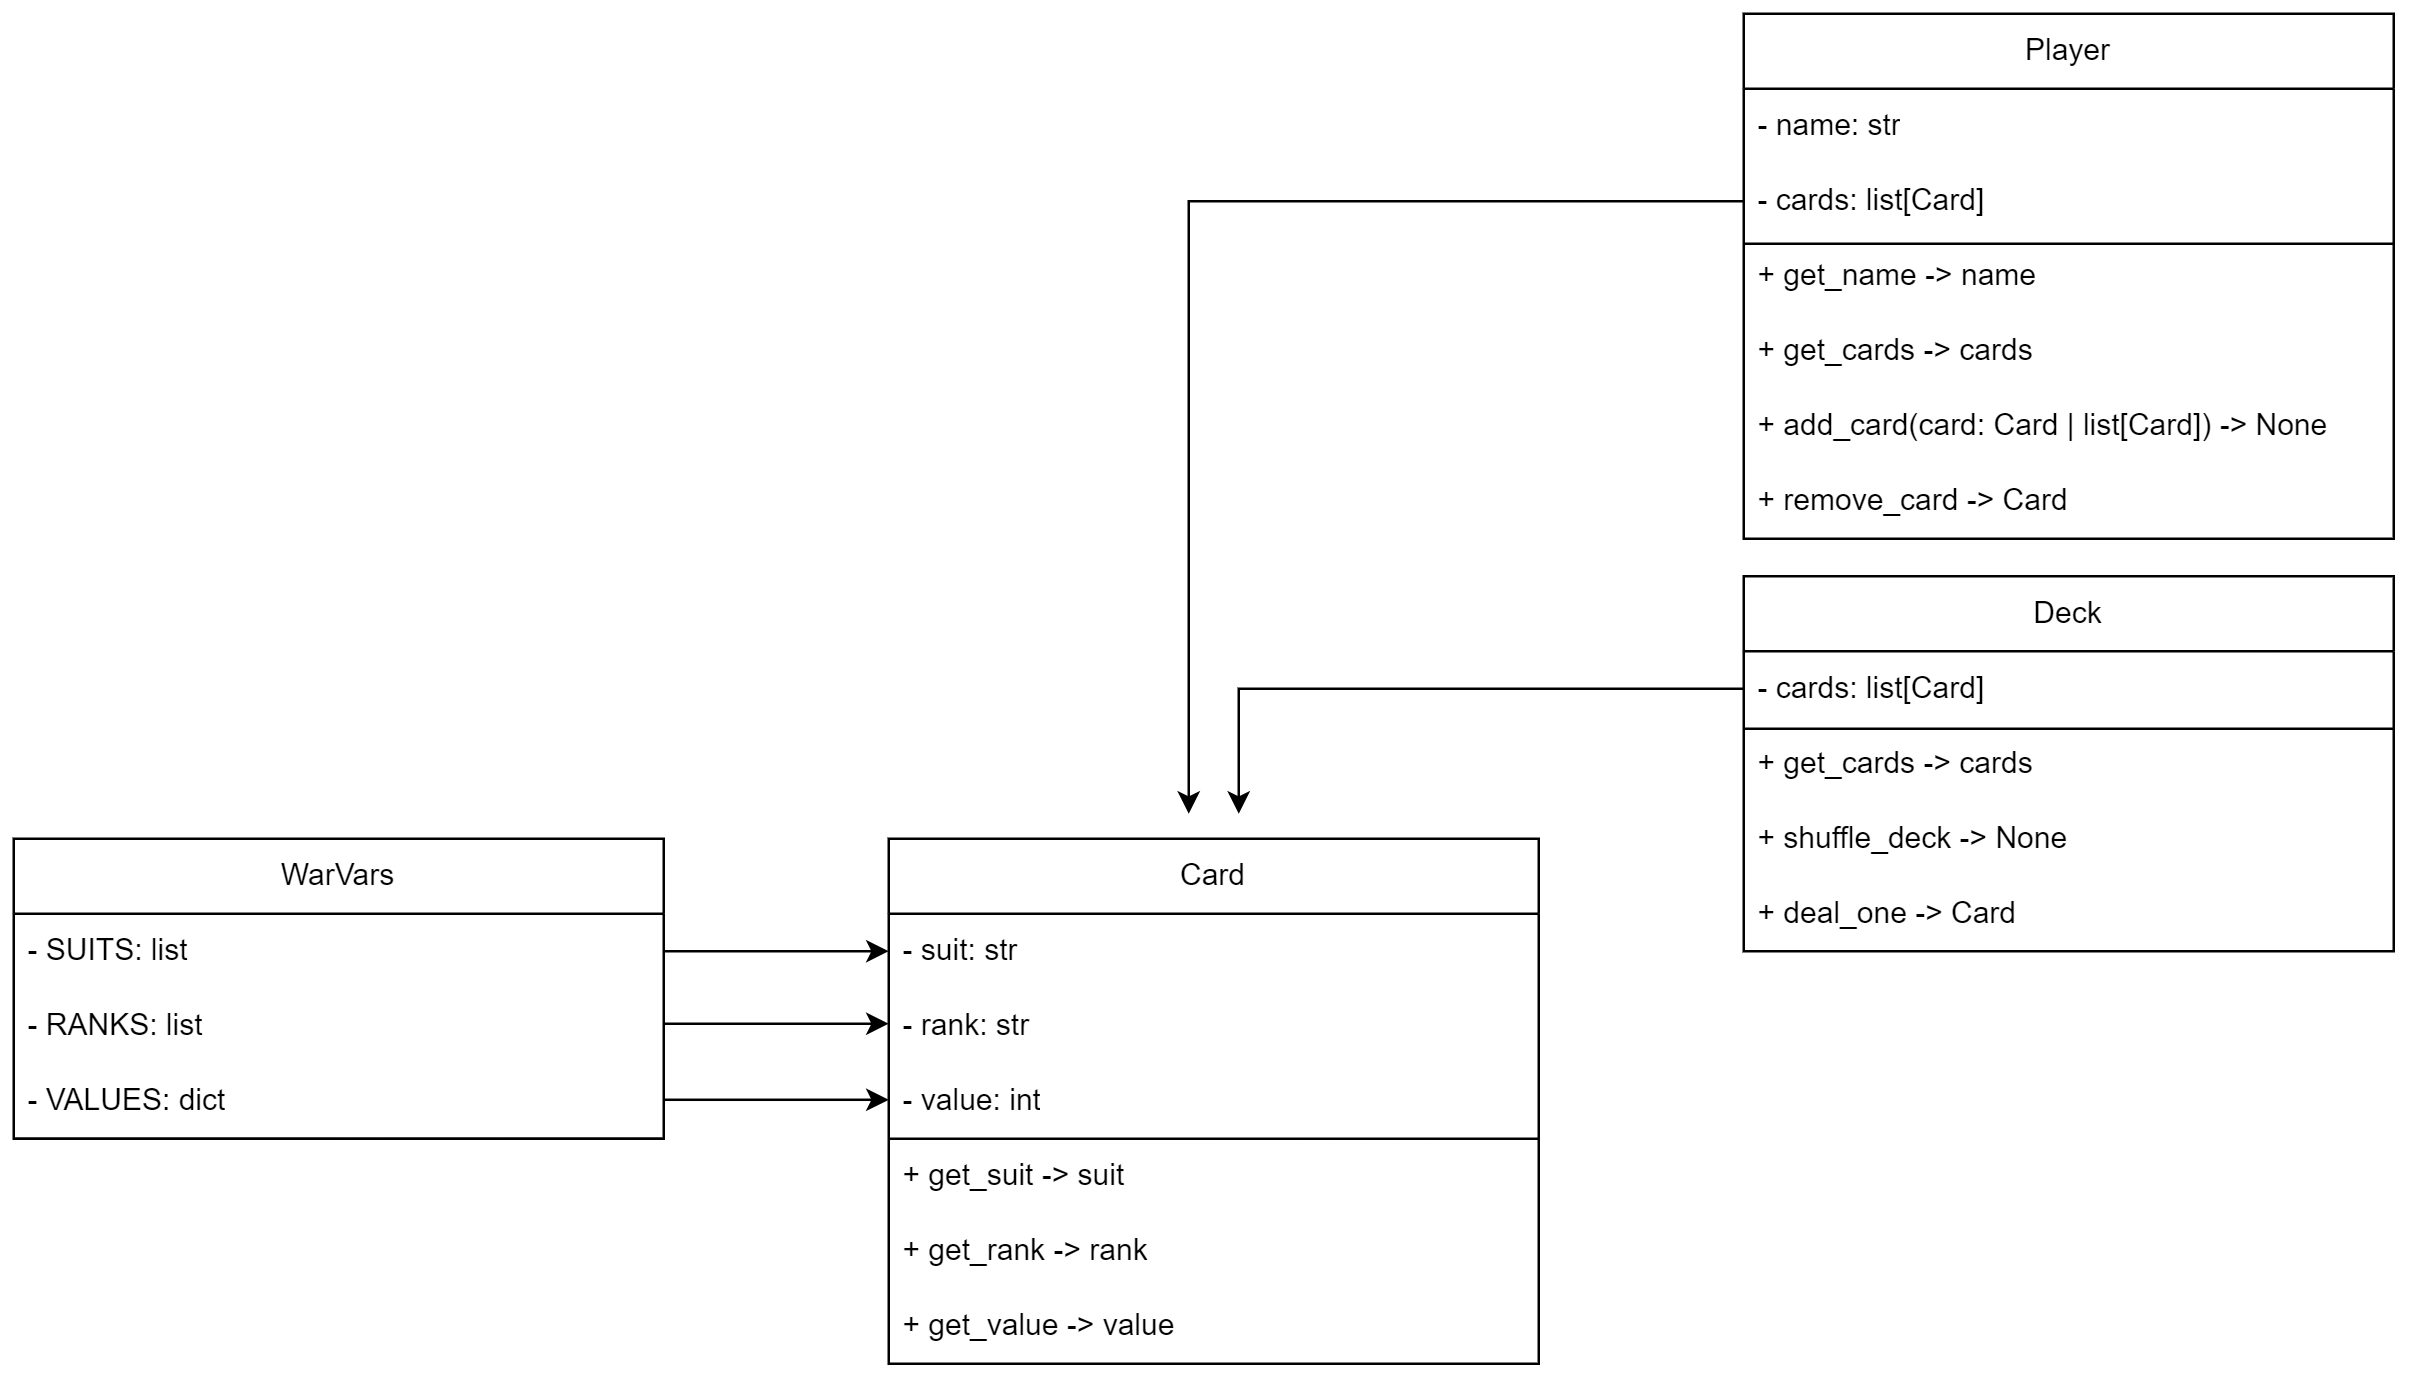 Player
- name: str
- cards: list[Card]
+ get_name -> name
+ get_cards -> cards
+ add_card(card: Card | list[Card]) -> None
+ remove_card -> Card
Deck
- cards: list[Card]
+ get_cards -> cards
+ shuffle_deck -> None
+ deal_one -> Card
WarVars
- SUITS: list
- RANKS: list
- VALUES: dict
Card
- suit: str
- rank: str
- value: int
+ get_suit -> suit
+ get_rank -> rank
+ get_value -> value